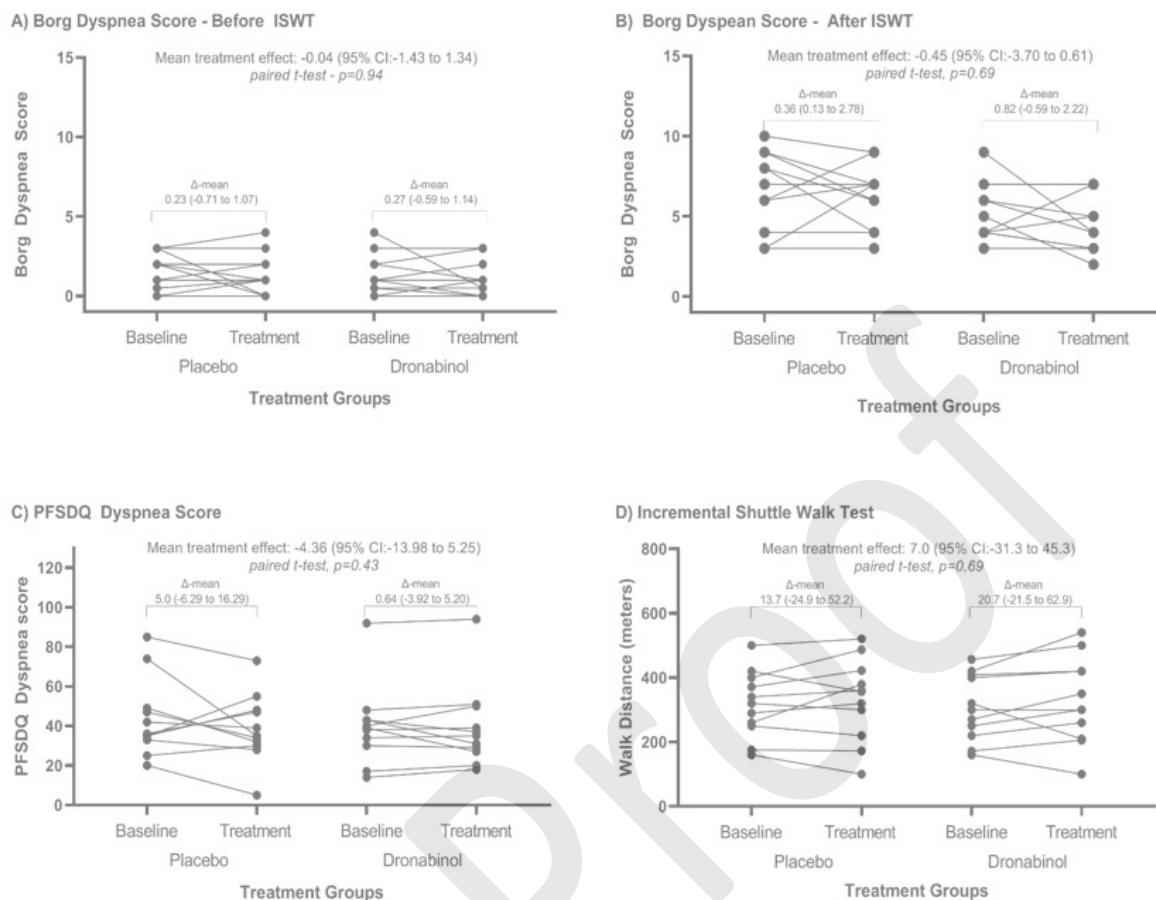 A) Borg Dyspnea Score - Before ISWT
Mean treatment effect: -0.04 (95% CI:-1.43 to 1.34)
paired t-test - p=0.94
15
10
5
0
Borg Dyspnea Score
Δ-mean
0.23 (-0.71 to 1.07)
Δ-mean
0.27 (-0.59 to 1.14)
Baseline Treatment Baseline Treatment
Placebo Dronabinol
Treatment Groups
B) Borg Dyspean Score - After ISWT
Mean treatment effect: -0.45 (95% CI:-3.70 to 0.61)
paired t-test, p=0.69
15
10
5
0
Borg Dyspnea Score
Δ-mean
0.36 (0.13 to 2.78)
Δ-mean
0.82 (-0.59 to 2.22)
Baseline Treatment Baseline Treatment
Placebo Dronabinol
Treatment Groups
C) PFSDQ Dyspnea Score
Mean treatment effect: -4.36 (95% CI:-13.98 to 5.25)
paired t-test, p=0.43
120
100
80
60
40
20
0
PFSDQ Dyspnea score
Δ-mean
5.0 (-6.29 to 16.29)
Δ-mean
0.64 (-3.92 to 5.20)
Baseline Treatment Baseline Treatment
Placebo Dronabinol
Treatment Groups
D) Incremental Shuttle Walk Test
Mean treatment effect: 7.0 (95% CI:-31.3 to 45.3)
paired t-test, p=0.69
800
600
400
200
0
Walk Distance (meters)
Δ-mean
13.7 (-24.9 to 52.2)
Δ-mean
20.7 (-21.5 to 62.9)
Baseline Treatment Baseline Treatment
Placebo Dronabinol
Treatment Groups
Proof